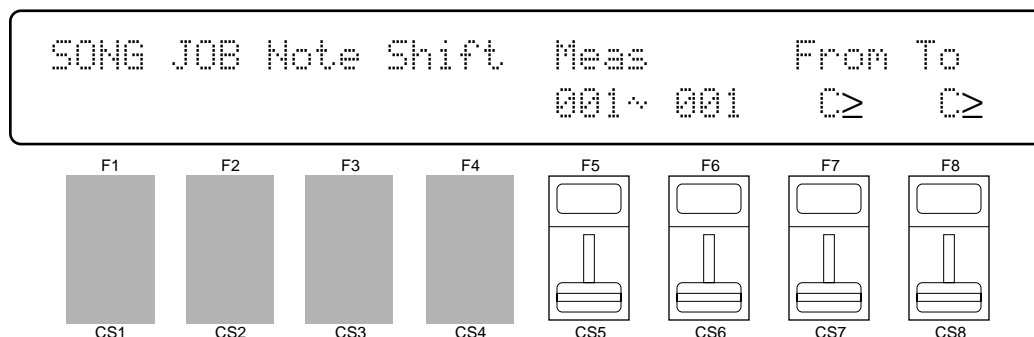 SONG JOB Note Shift Meas From To
001~ 001 C≥ C≥
F1 F2 F3 F4 F5 F6 F7 F8
CS1 CS2 CS3 CS4 CS5 CS6 CS7 CS8